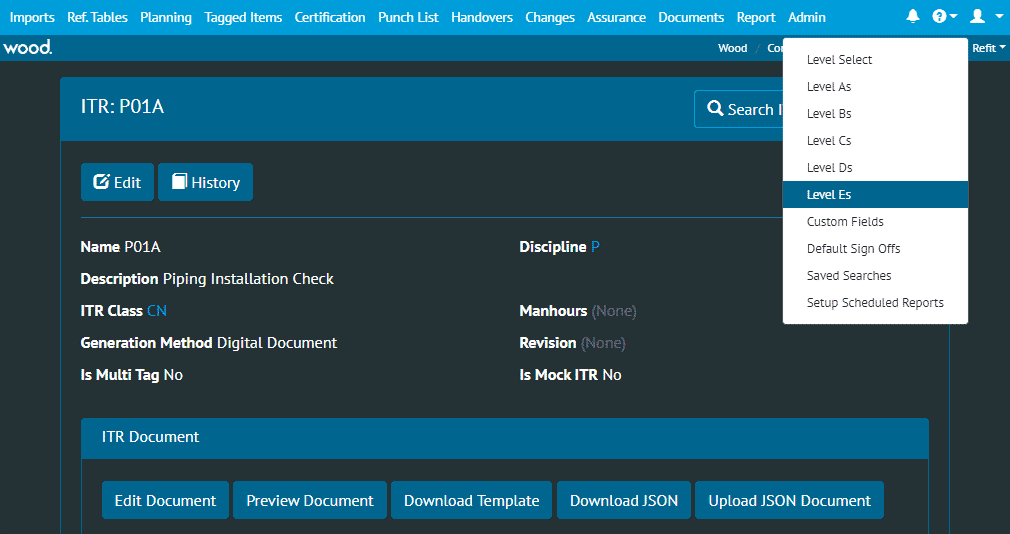 Imports Ref. Tables Planning Tagged Items Certification Punch List Handovers Changes Assurance Documents Report Admin
wood. Wood / Refit
Level Select
Level As
Level Bs
Level Cs
Level Ds
Level Es
Custom Fields
Default Sign Offs
Saved Searches
Setup Scheduled Reports
ITR: P01A Search
Edit History
Name P01A Discipline P
Description Piping Installation Check
ITR Class CN Manhours (None)
Generation Method Digital Document Revision (None)
Is Multi Tag No Is Mock ITR No
ITR Document
Edit Document Preview Document Download Template Download JSON Upload JSON Document